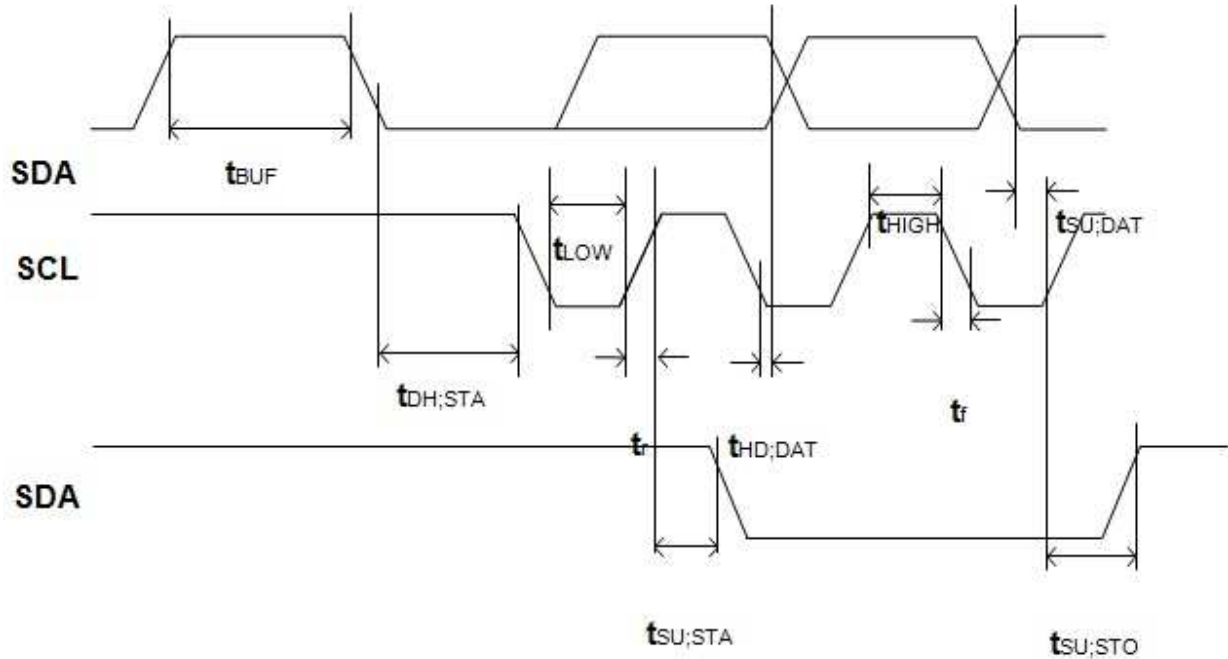 SDA
tBUF
tHIGH
tSU;DAT
SCL
tLOW
tDH;STA
tf
tr
tHD;DAT
SDA
tSU;STA
tSU;STO